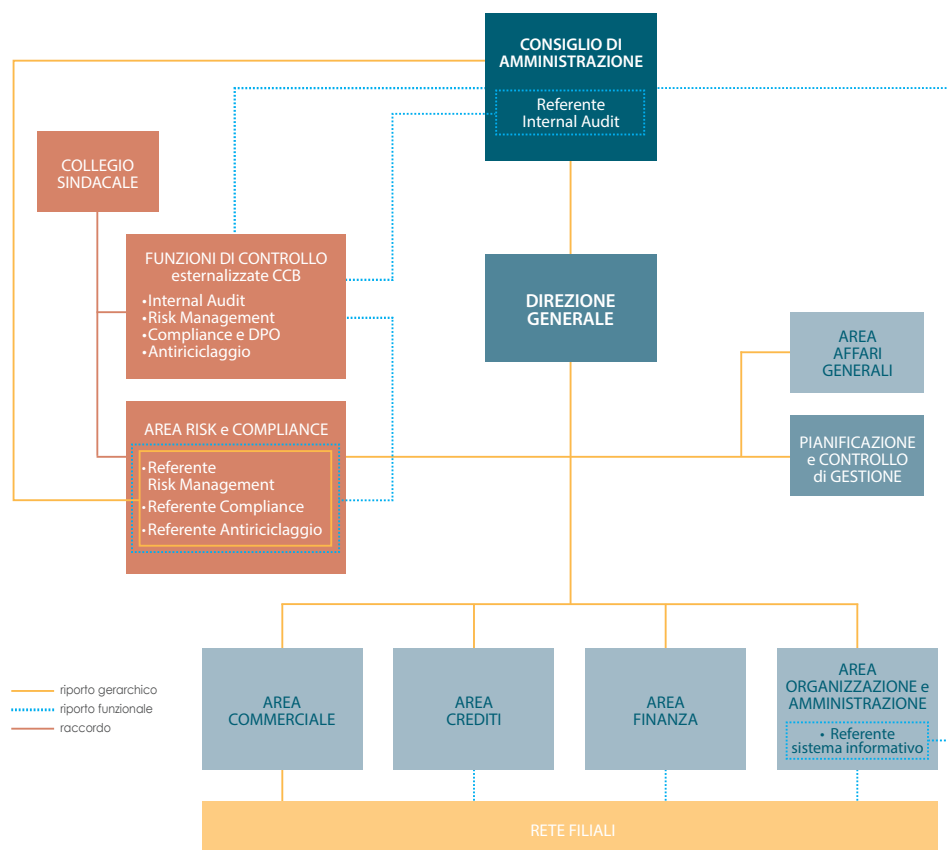 CONSIGLIO DI
AMMINISTRAZIONE
Referente
Internal Audit
COLLEGIO
SINDACALE
FUNZIONI DI CONTROLLO
esternalizzate CCB
•Internal Audit
•Risk Management
•Compliance e DPO
•Antiriciclaggio
DIREZIONE
GENERALE
AREA
AFFARI
GENERALI
AREA RISK e COMPLIANCE
•Referente
Risk Management
•Referente Compliance
•Referente Antiriciclaggio
PIANIFICAZIONE
e CONTROLLO
di GESTIONE
riporto gerarchico
riporto funzionale
raccordo
AREA
COMMERCIALE
AREA
CREDITI
AREA
FINANZA
AREA
ORGANIZZAZIONE e
AMMINISTRAZIONE
• Referente
sistema informativo
RETE FILIALI